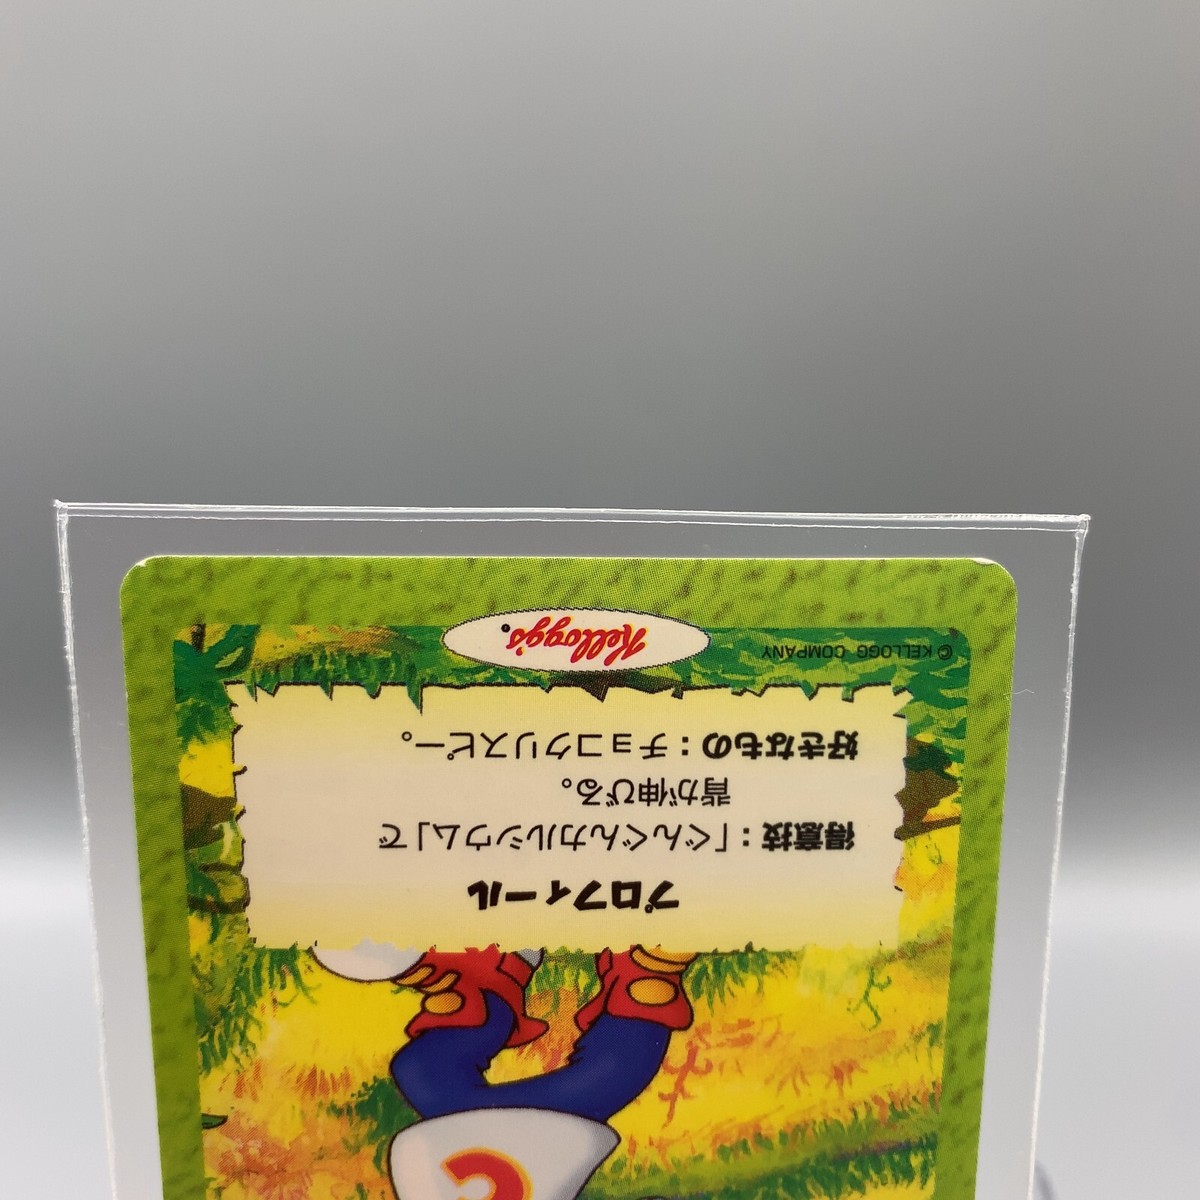 C
プロフィール
得意技：「ぐんぐんカルシウム」で
背が伸びる。
好きなもの：チョコクリスピー。
Kellogg's
© KELLOGG COMPANY